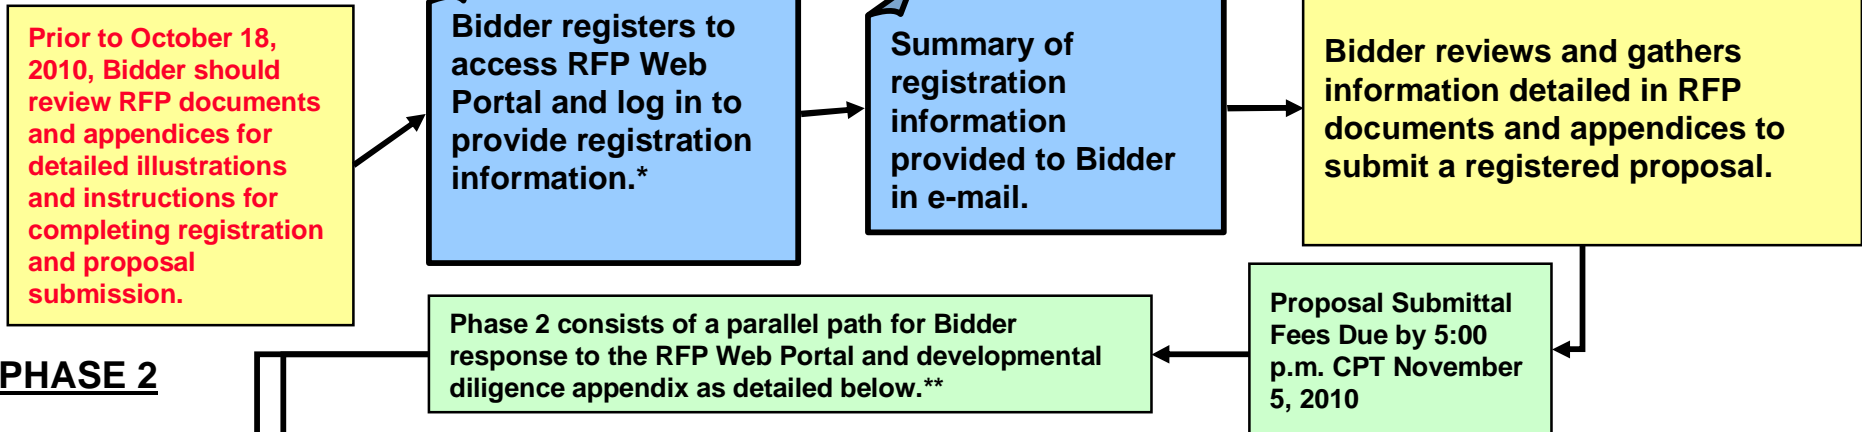 Prior to October 18,
2010, Bidder should
review RFP documents
and appendices for
detailed illustrations
and instructions for
completing registration
and proposal
submission.
Bidder registers to
access RFP Web
Portal and log in to
provide registration
information.*
Summary of
registration
information
provided to Bidder
in e-mail.
Bidder reviews and gathers
information detailed in RFP
documents and appendices to
submit a registered proposal.
Proposal Submittal
Fees Due by 5:00
p.m. CPT November
5, 2010
Phase 2 consists of a parallel path for Bidder
response to the RFP Web Portal and developmental
diligence appendix as detailed below.**
PHASE 2